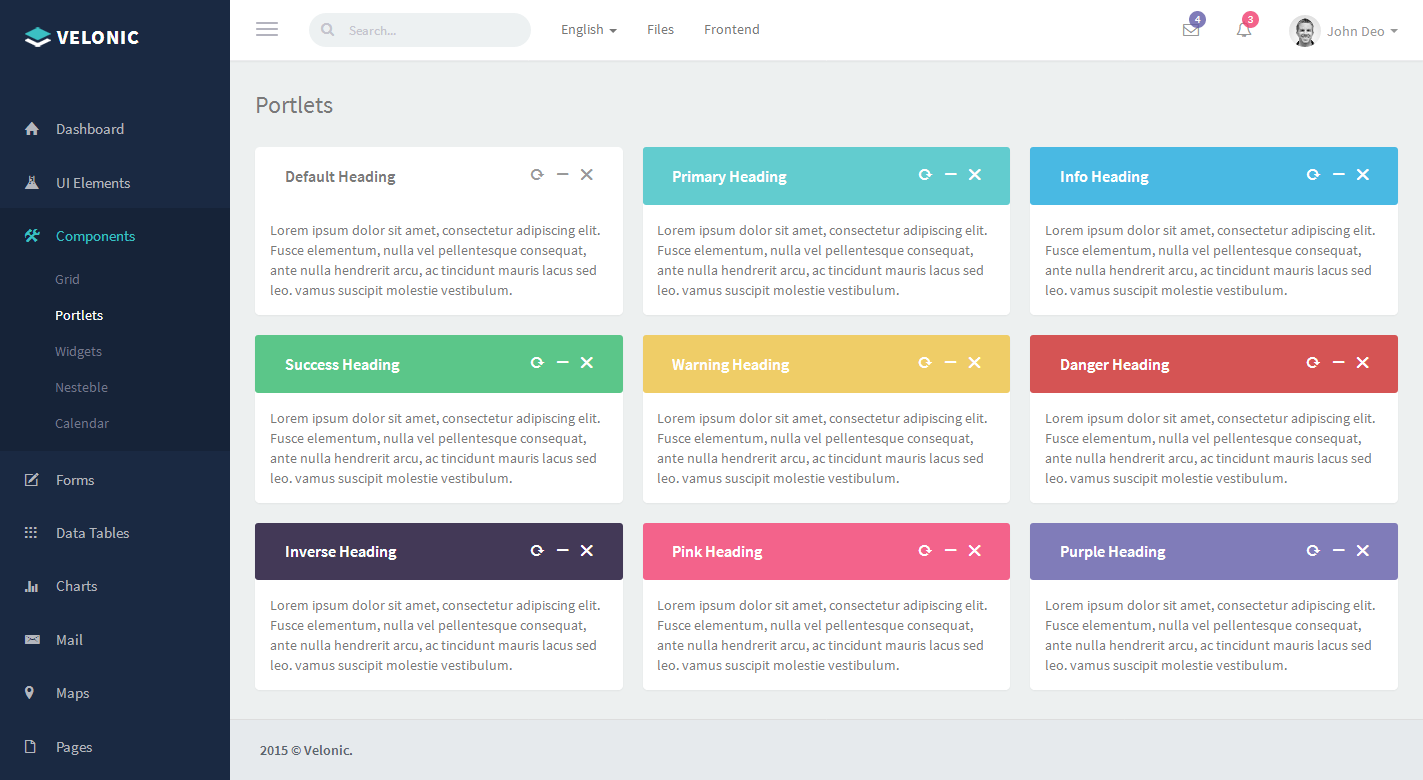 VELONIC
Search...
English
Files
Frontend
4
3
John Deo
Dashboard
UI Elements
Components
Grid
Portlets
Widgets
Nesteble
Calendar
Forms
Data Tables
Charts
Mail
Maps
Pages
Portlets
Default Heading
Lorem ipsum dolor sit amet, consectetur adipiscing elit.
Fusce elementum, nulla vel pellentesque consequat,
ante nulla hendrerit arcu, ac tincidunt mauris lacus sed
leo. vamus suscipit molestie vestibulum.
Primary Heading
Lorem ipsum dolor sit amet, consectetur adipiscing elit.
Fusce elementum, nulla vel pellentesque consequat,
ante nulla hendrerit arcu, ac tincidunt mauris lacus sed
leo. vamus suscipit molestie vestibulum.
Info Heading
Lorem ipsum dolor sit amet, consectetur adipiscing elit.
Fusce elementum, nulla vel pellentesque consequat,
ante nulla hendrerit arcu, ac tincidunt mauris lacus sed
leo. vamus suscipit molestie vestibulum.
Success Heading
Lorem ipsum dolor sit amet, consectetur adipiscing elit.
Fusce elementum, nulla vel pellentesque consequat,
ante nulla hendrerit arcu, ac tincidunt mauris lacus sed
leo. vamus suscipit molestie vestibulum.
Warning Heading
Lorem ipsum dolor sit amet, consectetur adipiscing elit.
Fusce elementum, nulla vel pellentesque consequat,
ante nulla hendrerit arcu, ac tincidunt mauris lacus sed
leo. vamus suscipit molestie vestibulum.
Danger Heading
Lorem ipsum dolor sit amet, consectetur adipiscing elit.
Fusce elementum, nulla vel pellentesque consequat,
ante nulla hendrerit arcu, ac tincidunt mauris lacus sed
leo. vamus suscipit molestie vestibulum.
Inverse Heading
Lorem ipsum dolor sit amet, consectetur adipiscing elit.
Fusce elementum, nulla vel pellentesque consequat,
ante nulla hendrerit arcu, ac tincidunt mauris lacus sed
leo. vamus suscipit molestie vestibulum.
Pink Heading
Lorem ipsum dolor sit amet, consectetur adipiscing elit.
Fusce elementum, nulla vel pellentesque consequat,
ante nulla hendrerit arcu, ac tincidunt mauris lacus sed
leo. vamus suscipit molestie vestibulum.
Purple Heading
Lorem ipsum dolor sit amet, consectetur adipiscing elit.
Fusce elementum, nulla vel pellentesque consequat,
ante nulla hendrerit arcu, ac tincidunt mauris lacus sed
leo. vamus suscipit molestie vestibulum.
2015 © Velonic.